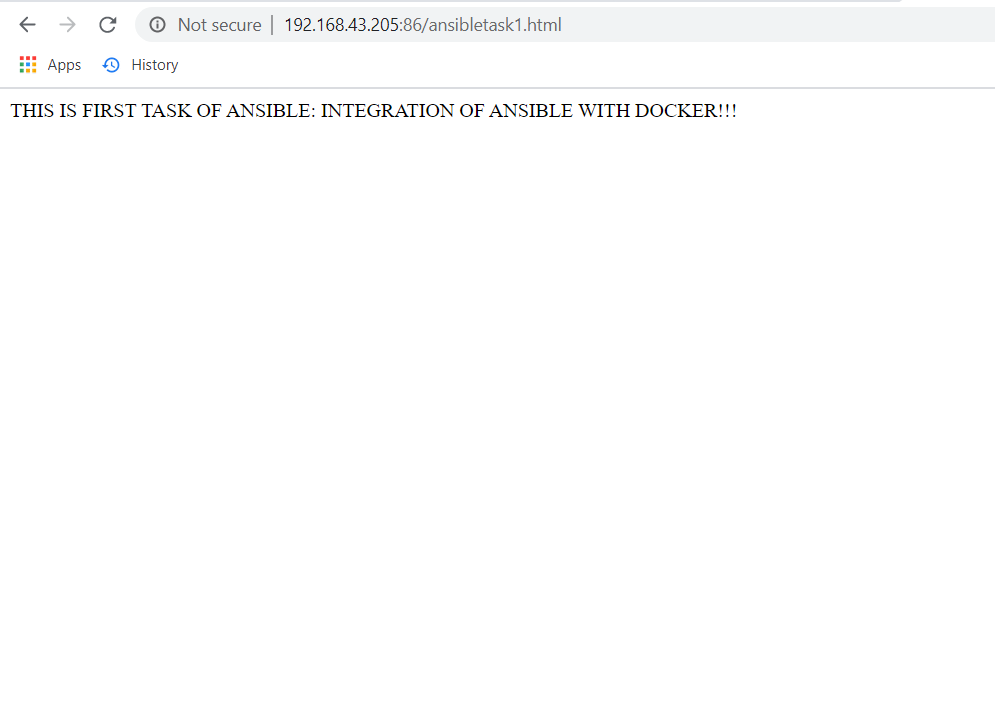 Not secure | 192.168.43.205:86/ansibletask1.html
Apps History
THIS IS FIRST TASK OF ANSIBLE: INTEGRATION OF ANSIBLE WITH DOCKER!!!